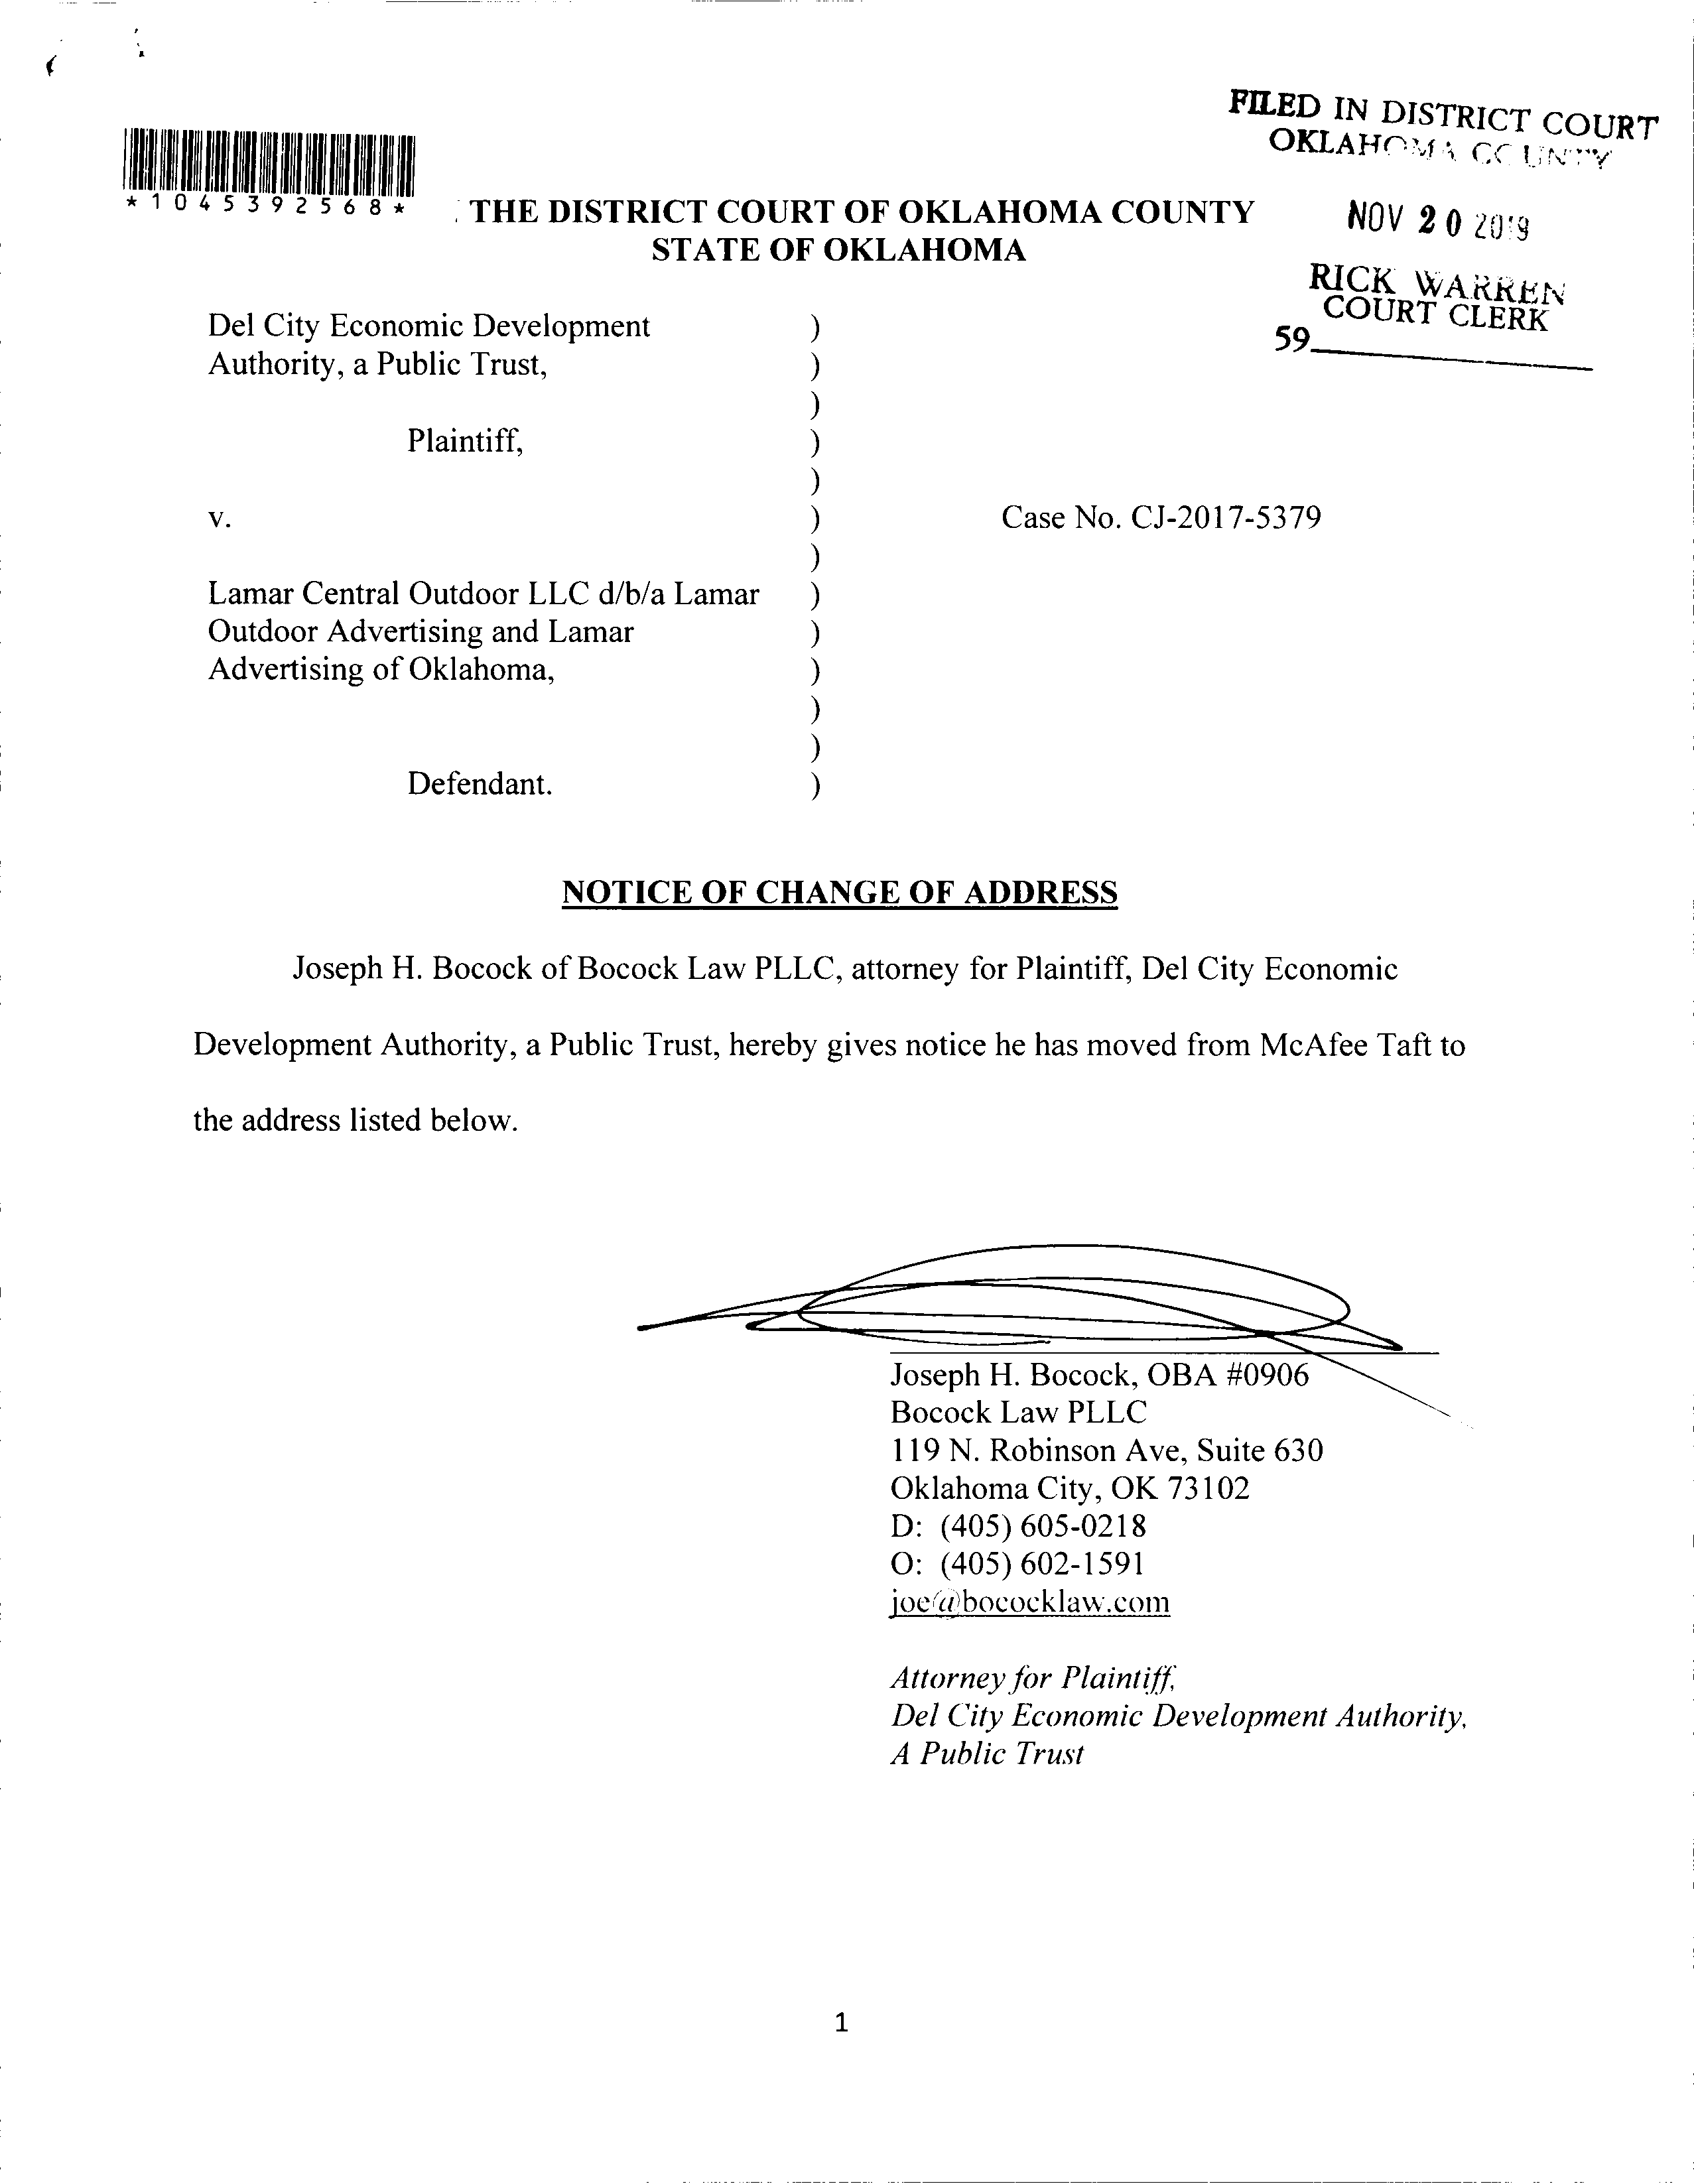 FILED IN DISTRICT COURT
OKLAHOMA COUNTY
*1045392568*
THE DISTRICT COURT OF OKLAHOMA COUNTY
STATE OF OKLAHOMA
NOV 20 2019
RICK WARREN
COURT CLERK
59
Del City Economic Development )
Authority, a Public Trust, )
)
Plaintiff, )
)
v. ) Case No. CJ-2017-5379
)
Lamar Central Outdoor LLC d/b/a Lamar )
Outdoor Advertising and Lamar )
Advertising of Oklahoma, )
)
)
Defendant. )
NOTICE OF CHANGE OF ADDRESS
Joseph H. Bocock of Bocock Law PLLC, attorney for Plaintiff, Del City Economic
Development Authority, a Public Trust, hereby gives notice he has moved from McAfee Taft to
the address listed below.
Joseph H. Bocock, OBA #0906
Bocock Law PLLC
119 N. Robinson Ave, Suite 630
Oklahoma City, OK 73102
D: (405) 605-0218
O: (405) 602-1591
joe@bococklaw.com
Attorney for Plaintiff,
Del City Economic Development Authority,
A Public Trust
1